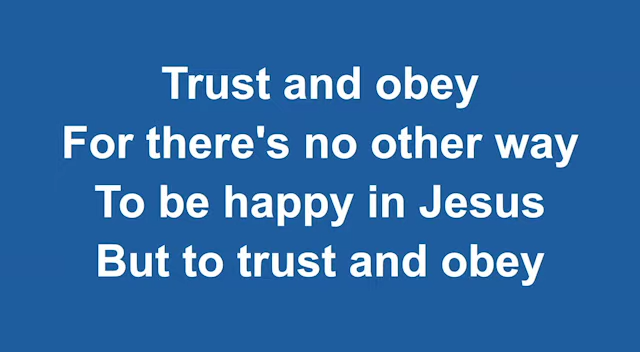 Trust and obey
For there's no other way
To be happy in Jesus
But to trust and obey